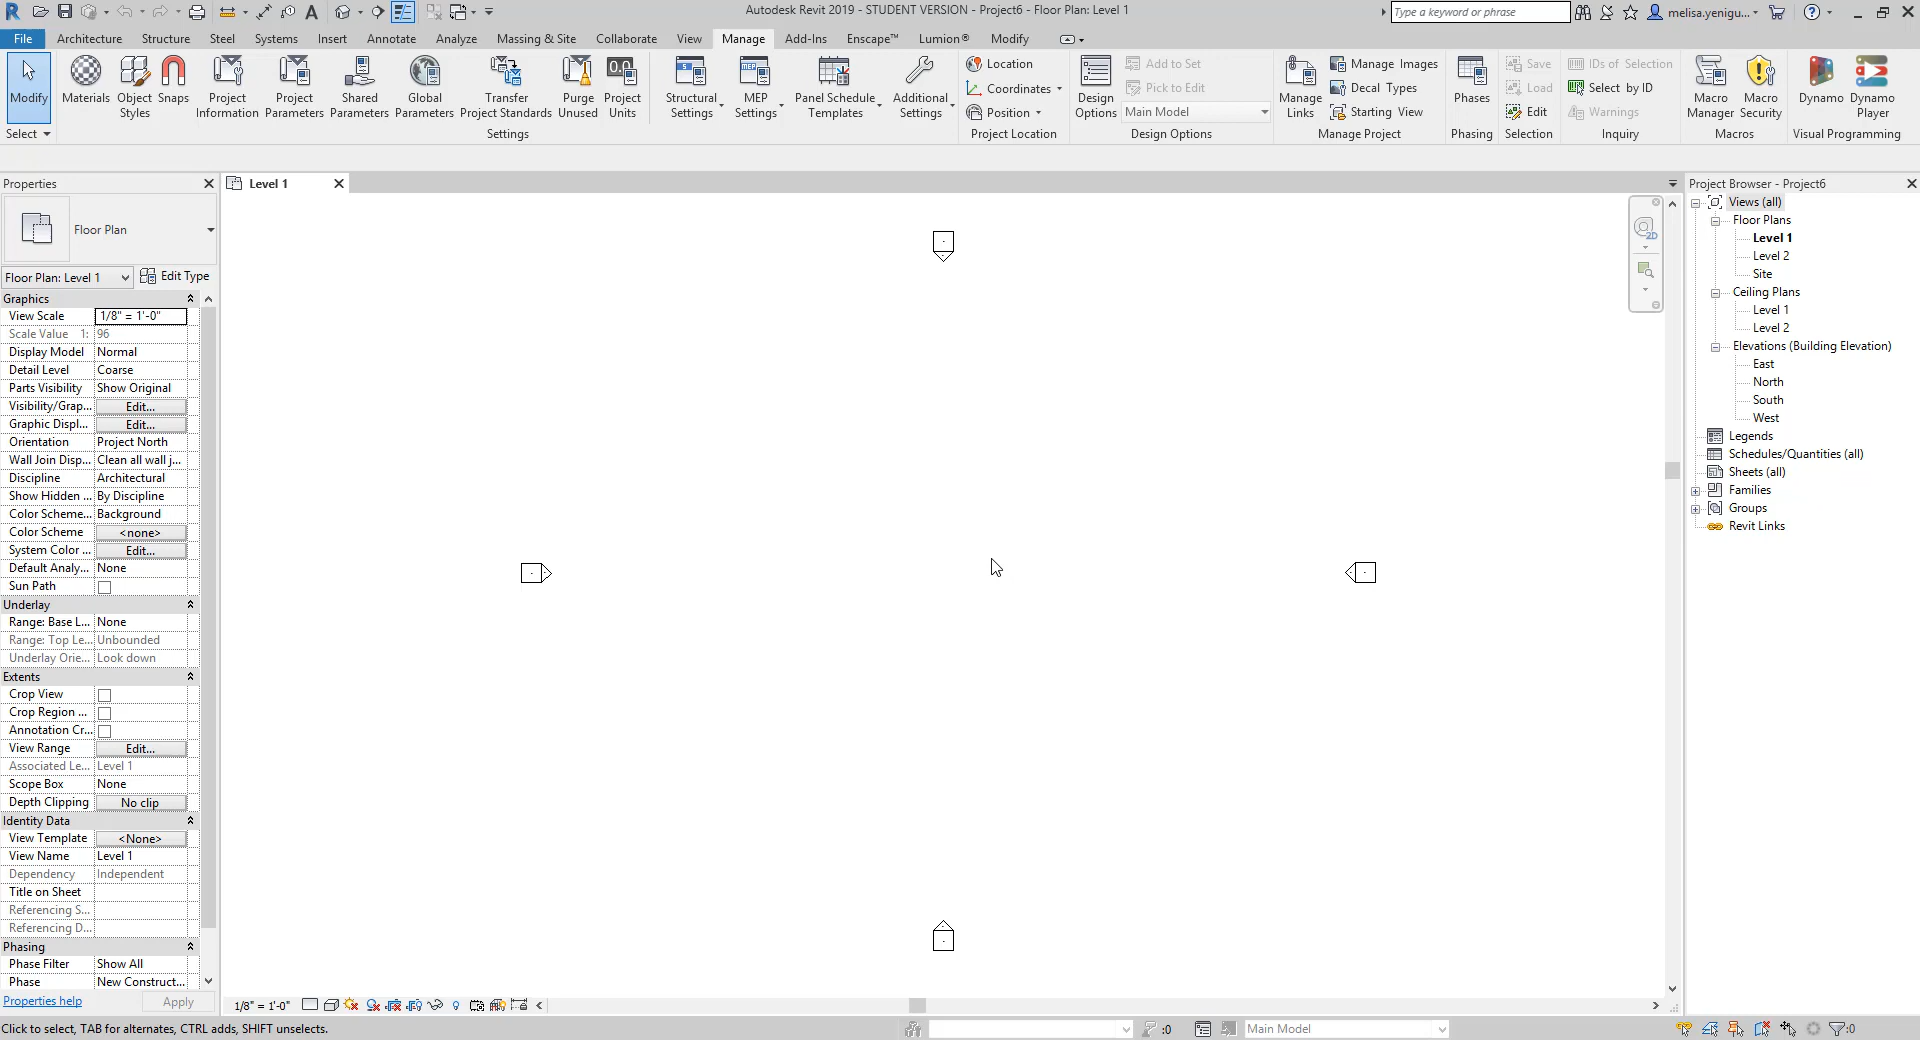 Autodesk Revit 2019 - STUDENT VERSION - Project6 - Floor Plan: Level 1
Type a keyword or phrase
melisa.yenigu...
File Architecture Structure Steel Systems Insert Annotate Analyze Massing & Site Collaborate View Manage Add-Ins Enscape™ Lumion® Modify
Modify
Select
Materials
Object Styles
Snaps
Project Information
Project Parameters
Shared Parameters
Global Parameters
Transfer Project Standards
Purge Unused
Project Units
Structural Settings
MEP Settings
Panel Schedule Templates
Additional Settings
Settings
Location
Coordinates
Position
Project Location
Design Options
Add to Set
Pick to Edit
Main Model
Design Options
Manage Links
Manage Images
Decal Types
Starting View
Manage Project
Phases
Phasing
Save
Load
Edit
Selection
IDs of Selection
Select by ID
Warnings
Inquiry
Macro Manager
Macro Security
Macros
Dynamo
Dynamo Player
Visual Programming
Properties
Floor Plan
Floor Plan: Level 1
Edit Type
Graphics
View Scale 1/8" = 1'-0"
Scale Value 1: 96
Display Model Normal
Detail Level Coarse
Parts Visibility Show Original
Visibility/Grap... Edit...
Graphic Displ... Edit...
Orientation Project North
Wall Join Disp... Clean all wall j...
Discipline Architectural
Show Hidden ... By Discipline
Color Scheme... Background
Color Scheme <none>
System Color ... Edit...
Default Analy... None
Sun Path
Underlay
Range: Base L... None
Range: Top Le... Unbounded
Underlay Orie... Look down
Extents
Crop View
Crop Region ...
Annotation Cr...
View Range Edit...
Associated Le... Level 1
Scope Box None
Depth Clipping No clip
Identity Data
View Template <None>
View Name Level 1
Dependency Independent
Title on Sheet
Referencing S...
Referencing D...
Phasing
Phase Filter Show All
Phase New Construct...
Properties help
Apply
Level 1
2D
1/8" = 1'-0"
Project Browser - Project6
Views (all)
Floor Plans
Level 1
Level 2
Site
Ceiling Plans
Level 1
Level 2
Elevations (Building Elevation)
East
North
South
West
Legends
Schedules/Quantities (all)
Sheets (all)
Families
Groups
Revit Links
Click to select, TAB for alternates, CTRL adds, SHIFT unselects.
:0
Main Model
:0